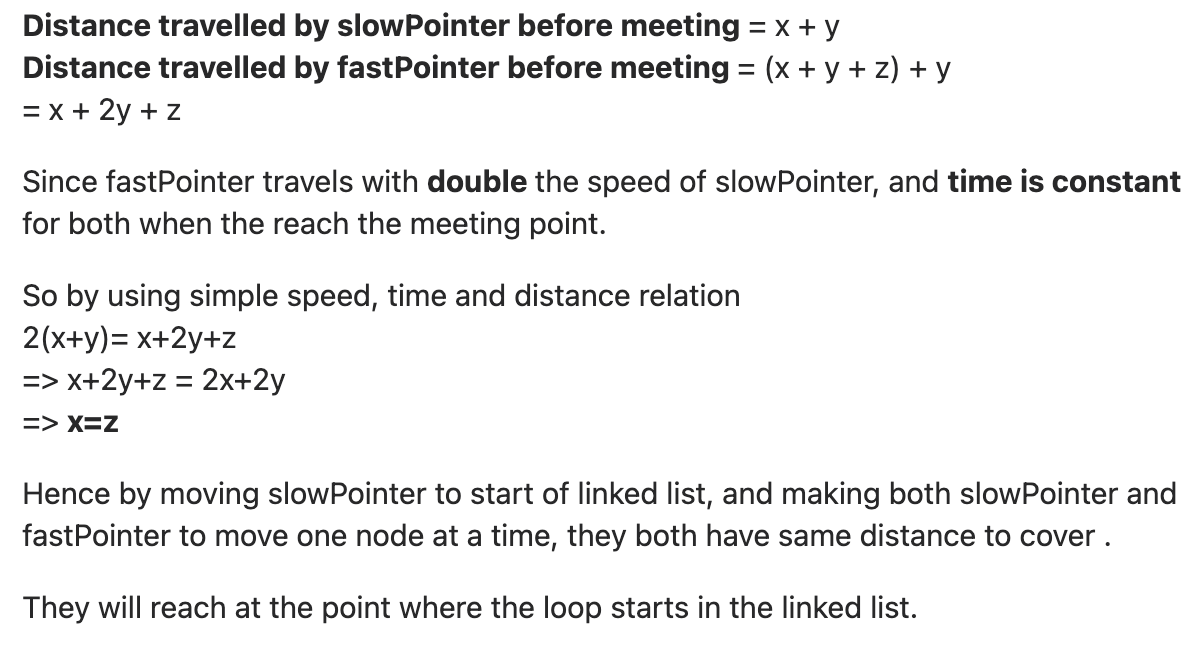 Distance travelled by slowPointer before meeting = x + y
Distance travelled by fastPointer before meeting = (x + y + z) + y
= x + 2y + z
Since fastPointer travels with double the speed of slowPointer, and time is constant
for both when the reach the meeting point.
So by using simple speed, time and distance relation
2(x+y)= x+2y+z
=> x+2y+z = 2x+2y
=> x=z
Hence by moving slowPointer to start of linked list, and making both slowPointer and
fastPointer to move one node at a time, they both have same distance to cover .
They will reach at the point where the loop starts in the linked list.